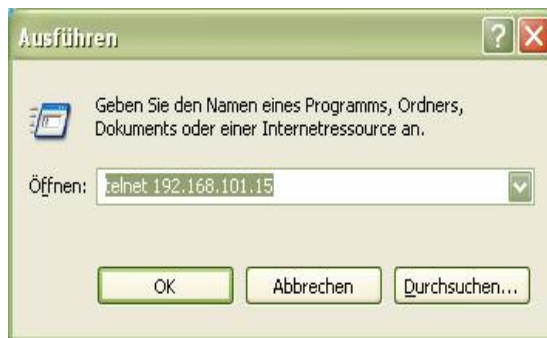 Ausführen
Geben Sie den Namen eines Programms, Ordners,
Dokuments oder einer Internetressource an.
Öffnen: telnet 192.168.101.15
OK Abbrechen Durchsuchen...